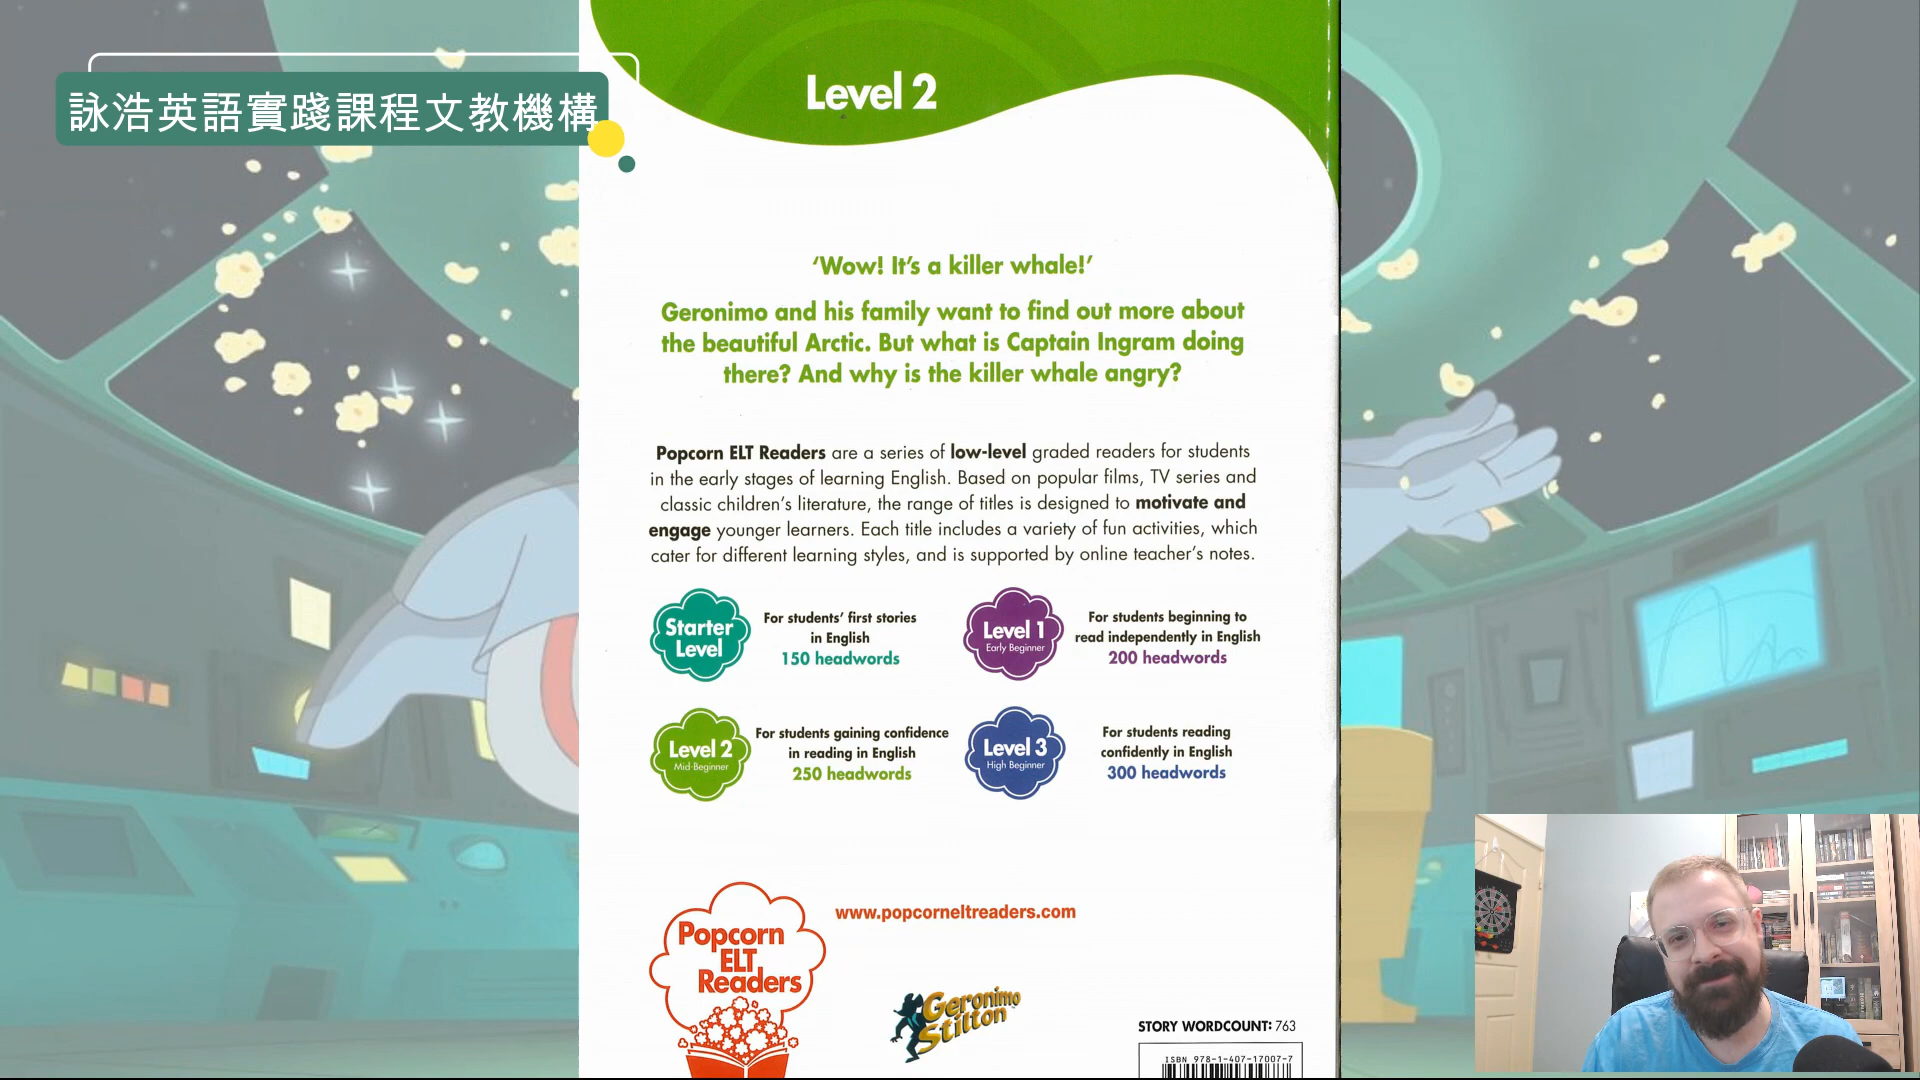 詠浩英語實踐課程文教機構
Level 2
‘Wow! It’s a killer whale!’
Geronimo and his family want to find out more about
the beautiful Arctic. But what is Captain Ingram doing
there? And why is the killer whale angry?
Popcorn ELT Readers are a series of low-level graded readers for students
in the early stages of learning English. Based on popular films, TV series and
classic children’s literature, the range of titles is designed to motivate and
engage younger learners. Each title includes a variety of fun activities, which
cater for different learning styles, and is supported by online teacher’s notes.
Starter
Level
For students’ first stories
in English
150 headwords
Level 1
Early Beginner
For students beginning to
read independently in English
200 headwords
Level 2
Mid-Beginner
For students gaining confidence
in reading in English
250 headwords
Level 3
High Beginner
For students reading
confidently in English
300 headwords
Popcorn
ELT
Readers
www.popcorneltreaders.com
Geronimo
Stilton
STORY WORDCOUNT: 763
ISBN 978-1-407-17007-7